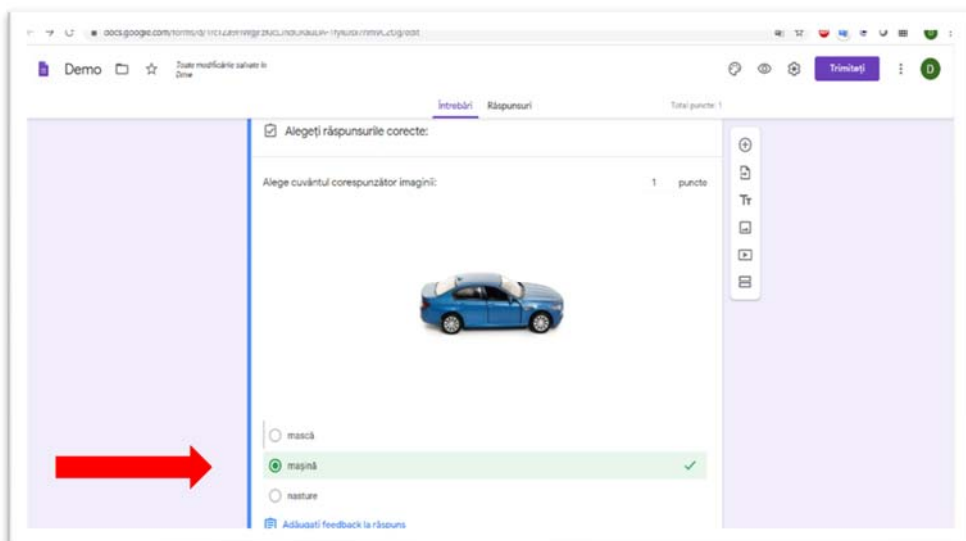 Demo
Toate modificările salvate în
Drive
Trimiteți
D
Întrebări Răspunsuri
Total puncte: 1
Alegeți răspunsurile corecte:
Alege cuvântul corespunzător imaginii:
1 puncte
Tт
mască
mașină
nasture
Adăugați feedback la răspuns